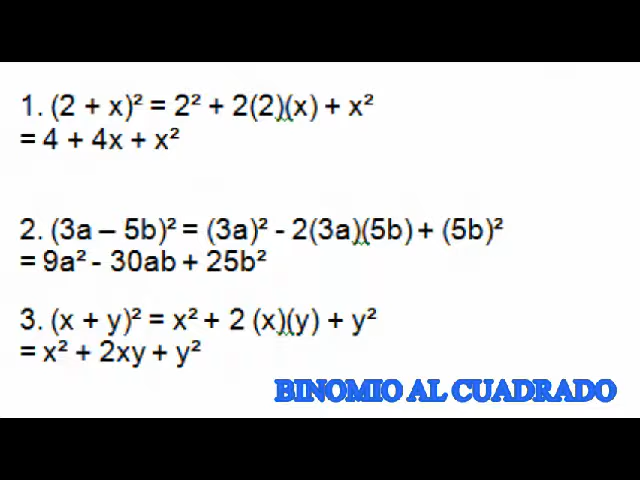 1. (2 + x)² = 2² + 2(2)(x) + x²
= 4 + 4x + x²
2. (3a – 5b)² = (3a)² - 2(3a)(5b) + (5b)²
= 9a² - 30ab + 25b²
3. (x + y)² = x² + 2 (x)(y) + y²
= x² + 2xy + y²
BINOMIO AL CUADRADO